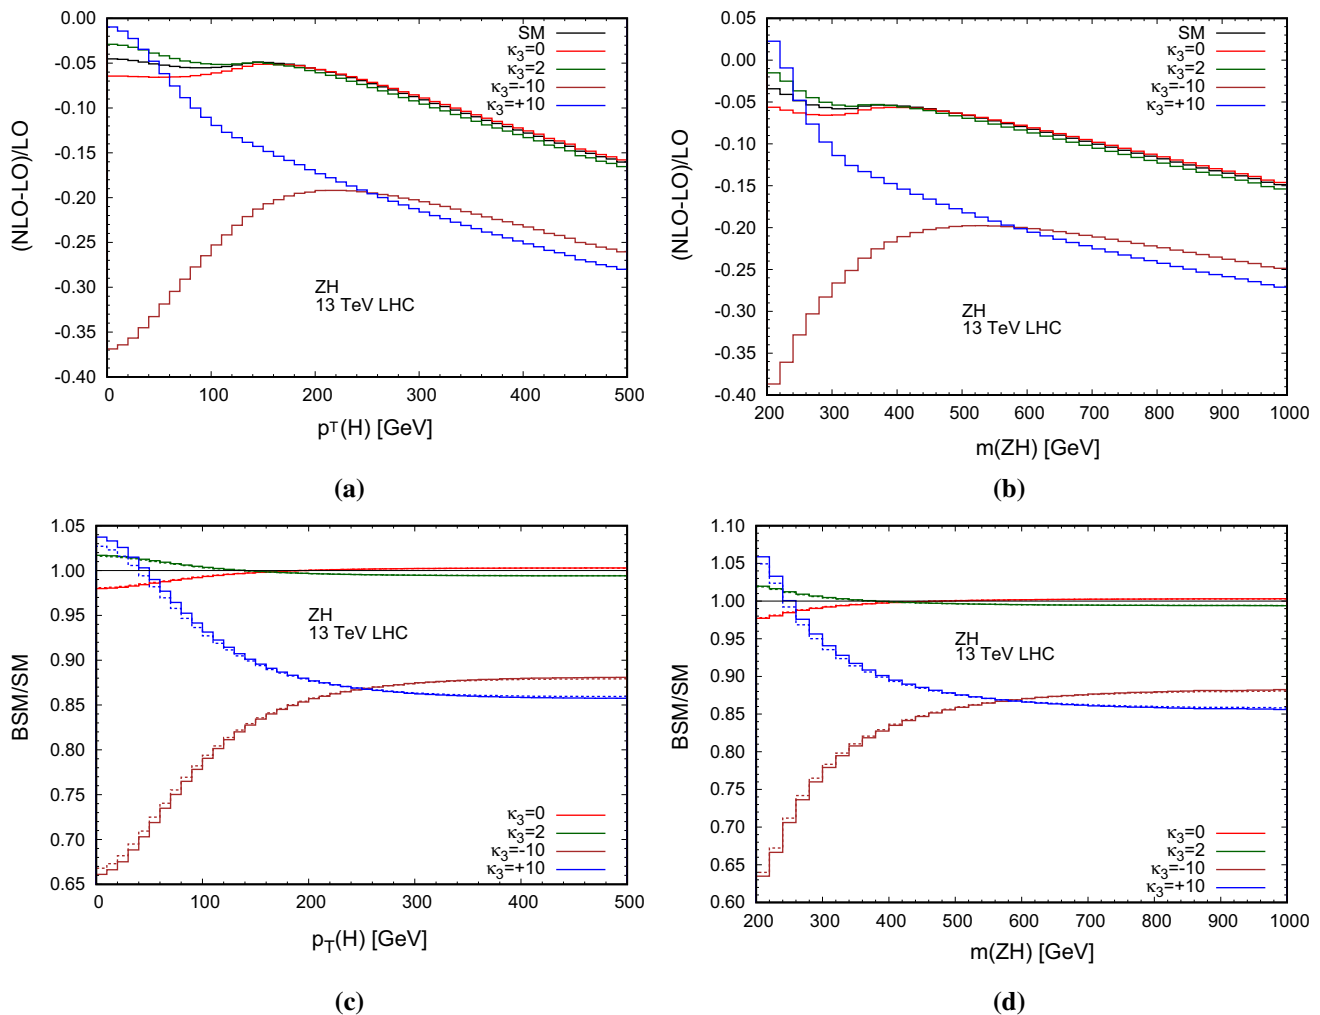 0.00
-0.05
-0.10
-0.15
-0.20
-0.25
-0.30
-0.35
-0.40
(NLO-LO)/LO
SM
κ3=0
κ3=2
κ3=-10
κ3=+10
ZH
13 TeV LHC
0 100 200 300 400 500
pT(H) [GeV]
(a)
0.05
0.00
-0.05
-0.10
-0.15
-0.20
-0.25
-0.30
-0.35
-0.40
(NLO-LO)/LO
SM
κ3=0
κ3=2
κ3=-10
κ3=+10
ZH
13 TeV LHC
200 300 400 500 600 700 800 900 1000
m(ZH) [GeV]
(b)
1.05
1.00
0.95
0.90
0.85
0.80
0.75
0.70
0.65
BSM/SM
ZH
13 TeV LHC
κ3=0
κ3=2
κ3=-10
κ3=+10
0 100 200 300 400 500
pT(H) [GeV]
(c)
1.10
1.05
1.00
0.95
0.90
0.85
0.80
0.75
0.70
0.65
0.60
BSM/SM
ZH
13 TeV LHC
κ3=0
κ3=2
κ3=-10
κ3=+10
200 300 400 500 600 700 800 900 1000
m(ZH) [GeV]
(d)